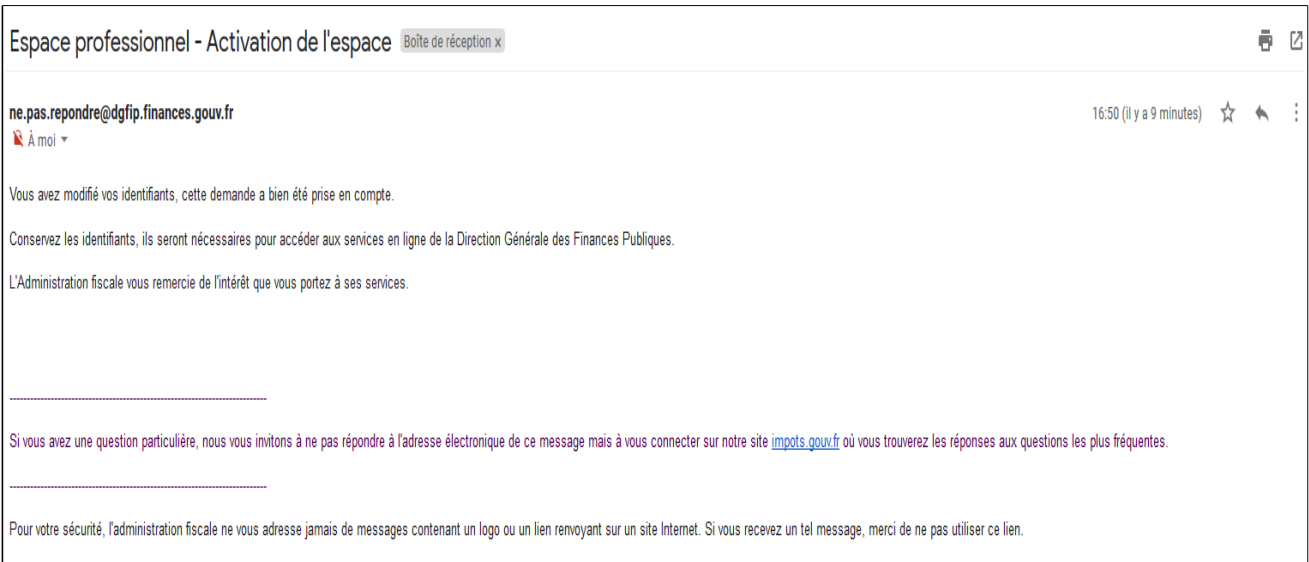 Espace professionnel - Activation de l'espace Boîte de réception x
ne.pas.repondre@dgfip.finances.gouv.fr 16:50 (il y a 9 minutes)
À moi
Vous avez modifié vos identifiants, cette demande a bien été prise en compte.
Conservez les identifiants, ils seront nécessaires pour accéder aux services en ligne de la Direction Générale des Finances Publiques.
L'Administration fiscale vous remercie de l'intérêt que vous portez à ses services.
--------------------------------------------------------------------------
Si vous avez une question particulière, nous vous invitons à ne pas répondre à l'adresse électronique de ce message mais à vous connecter sur notre site impots.gouv.fr où vous trouverez les réponses aux questions les plus fréquentes.
--------------------------------------------------------------------------
Pour votre sécurité, l'administration fiscale ne vous adresse jamais de messages contenant un logo ou un lien renvoyant sur un site Internet. Si vous recevez un tel message, merci de ne pas utiliser ce lien.